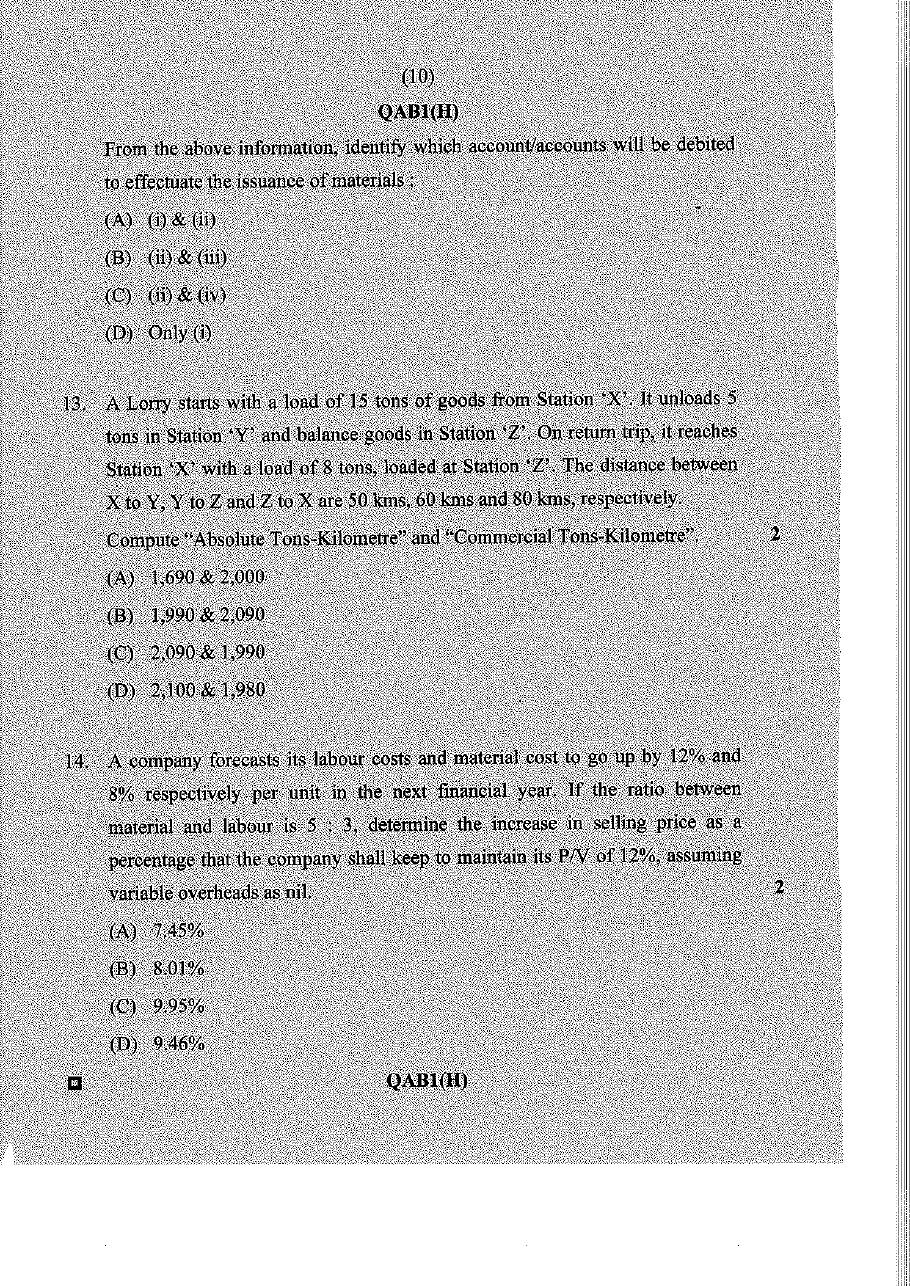 (10)
QAB1(H)
From the above information, identify which account/accounts will be debited
to effectuate the issuance of materials :
(A) (i) & (ii)
(B) (ii) & (iii)
(C) (ii) & (iv)
(D) Only (i)
13. A Lorry starts with a load of 15 tons of goods from Station ‘X’. It unloads 5
tons in Station ‘Y’ and balance goods in Station ‘Z’. On return trip, it reaches
Station ‘X’ with a load of 8 tons, loaded at Station ‘Z’. The distance between
X to Y, Y to Z and Z to X are 50 kms, 60 kms and 80 kms, respectively.
Compute “Absolute Tons-Kilometre” and “Commercial Tons-Kilometre”. 2
(A) 1,690 & 2,000
(B) 1,990 & 2,090
(C) 2,090 & 1,990
(D) 2,100 & 1,980
14. A company forecasts its labour costs and material cost to go up by 12% and
8% respectively per unit in the next financial year. If the ratio between
material and labour is 5 : 3, determine the increase in selling price as a
percentage that the company shall keep to maintain its P/V of 12%, assuming
variable overheads as nil. 2
(A) 7.45%
(B) 8.01%
(C) 9.95%
(D) 9.46%
QAB1(H)